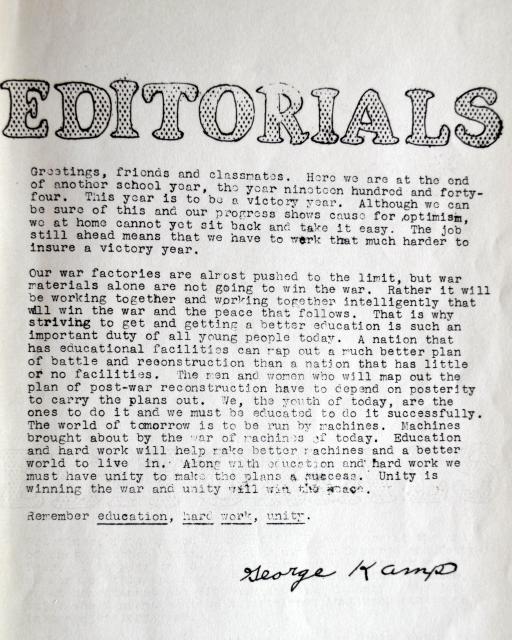 EDITORIALS
Greetings, friends and classmates. Here we are at the end
of another school year, the year nineteen hundred and forty-
four. This year is to be a victory year. Although we can
be sure of this and our progress shows cause for optimism,
we at home cannot yet sit back and take it easy. The job
still ahead means that we have to work that much harder to
insure a victory year.
Our war factories are almost pushed to the limit, but war
materials alone are not going to win the war. Rather it will
be working together and working together intelligently that
will win the war and the peace that follows. That is why
striving to get and getting a better education is such an
important duty of all young people today. A nation that
has educational facilities can map out a much better plan
of battle and reconstruction than a nation that has little
or no facilities. The men and women who will map out the
plan of post-war reconstruction have to depend on posterity
to carry the plans out. We, the youth of today, are the
ones to do it and we must be educated to do it successfully.
The world of tomorrow is to be run by machines. Machines
brought about by the war of machines of today. Education
and hard work will help make better machines and a better
world to live in. Along with education and hard work we
must have unity to make the plans a success. Unity is
winning the war and unity will win the peace.
Remember education, hard work, unity.
George Kamp